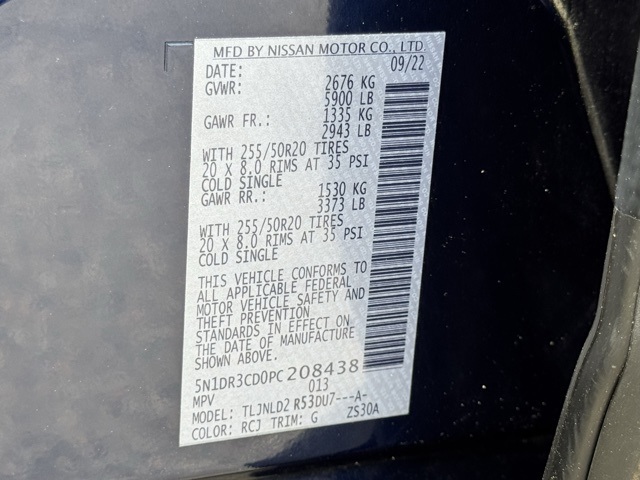 MFD BY NISSAN MOTOR CO., LTD.
DATE: 09/22
GVWR: 2676 KG
5900 LB
GAWR FR.: 1335 KG
2943 LB
WITH 255/50R20 TIRES
20 X 8.0 RIMS AT 35 PSI
COLD SINGLE
GAWR RR.: 1530 KG
3373 LB
WITH 255/50R20 TIRES
20 X 8.0 RIMS AT 35 PSI
COLD SINGLE
THIS VEHICLE CONFORMS TO
ALL APPLICABLE FEDERAL
MOTOR VEHICLE SAFETY AND
THEFT PREVENTION
STANDARDS IN EFFECT ON
THE DATE OF MANUFACTURE
SHOWN ABOVE.
5N1DR3CD0PC208438
MPV 013
MODEL: TLJNLD2 R53DU7---A-
COLOR: RCJ TRIM: G ZS30A